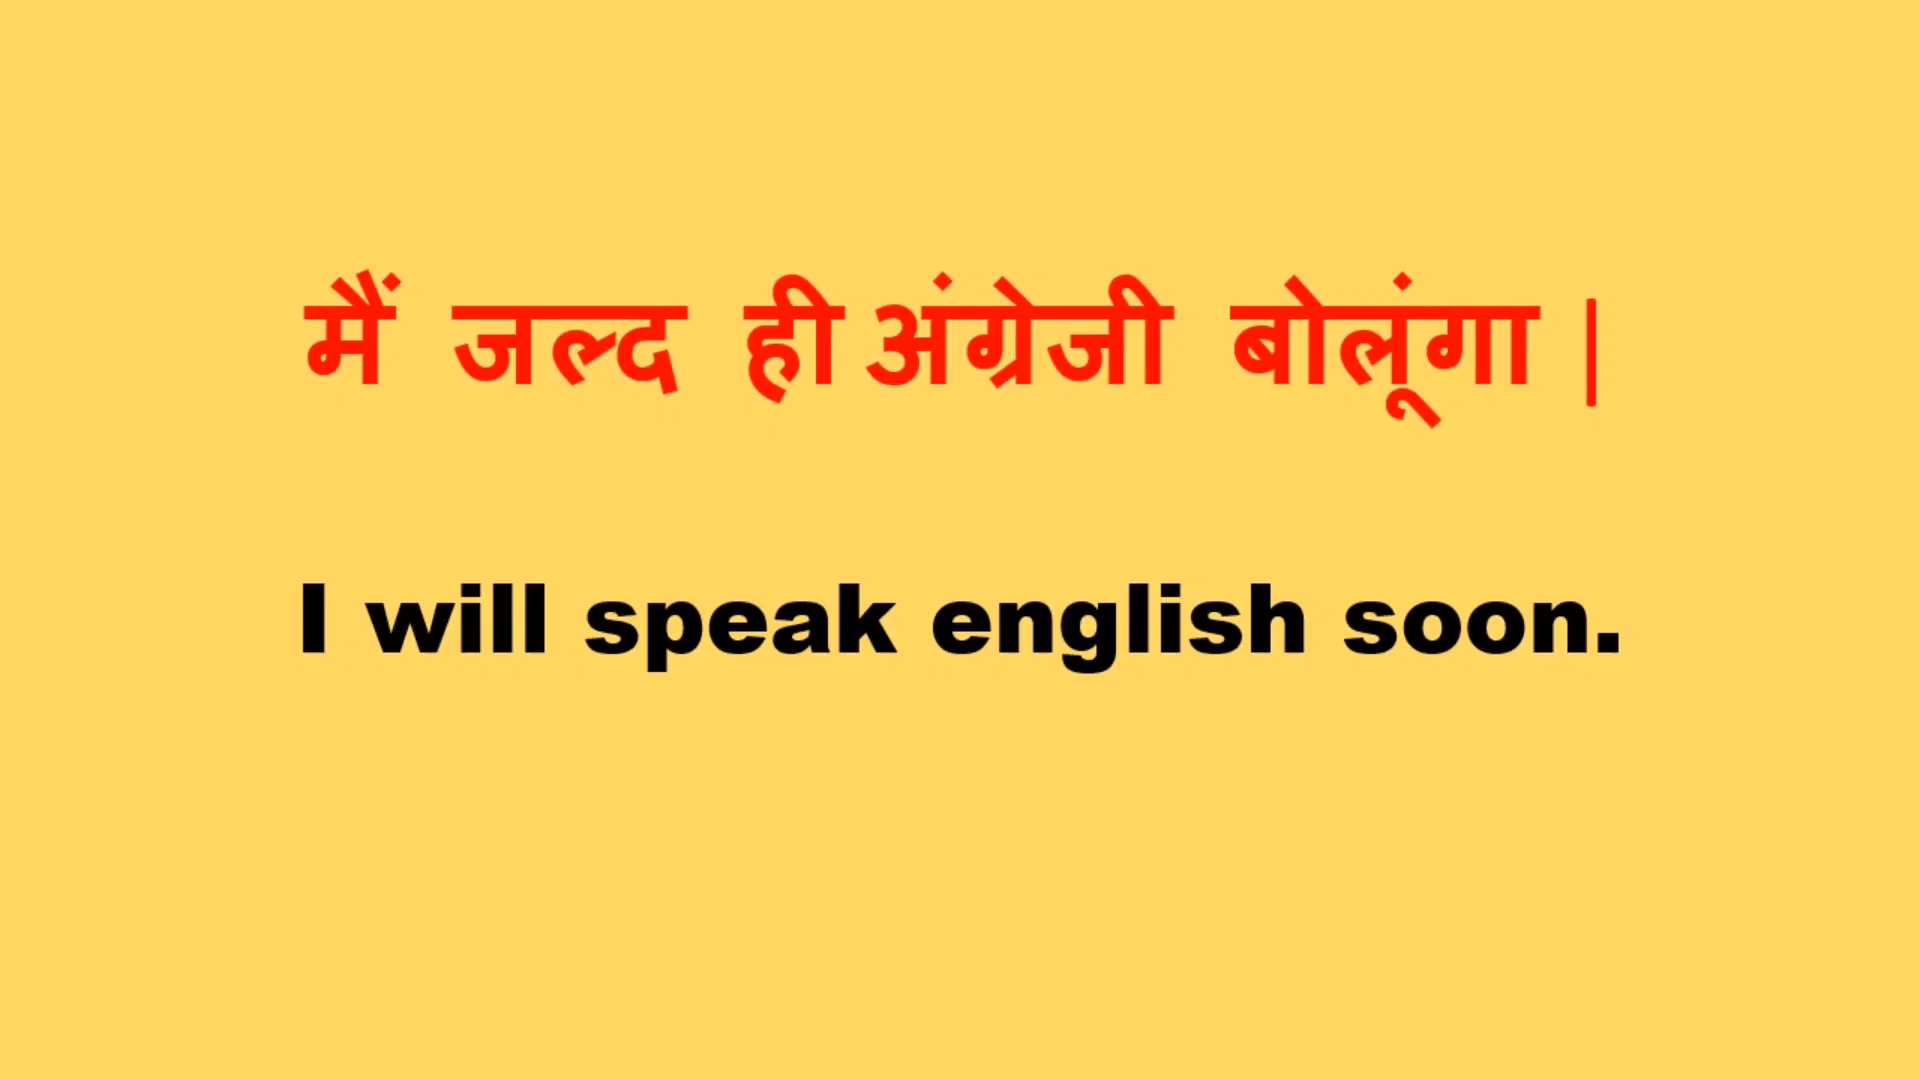 मैं जल्द ही अंग्रेजी बोलूंगा |
I will speak english soon.